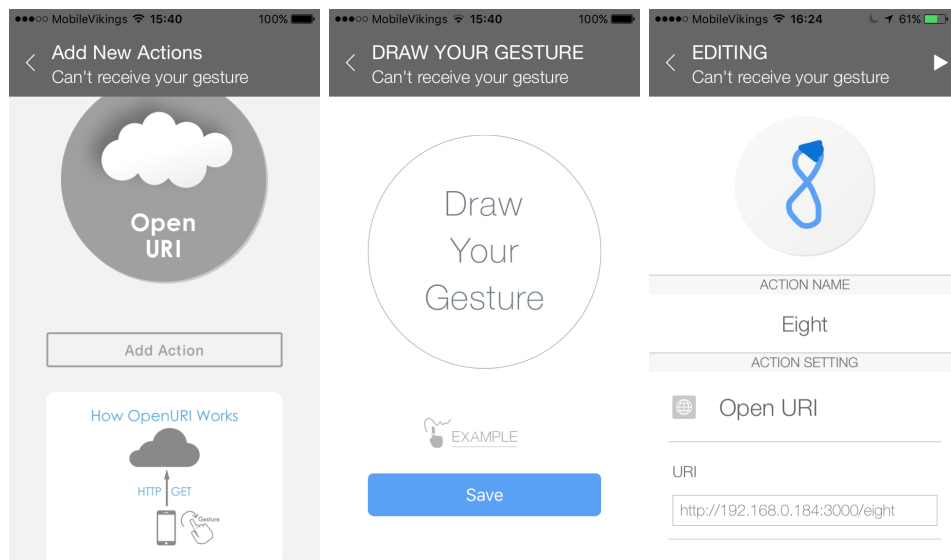 MobileVikings 15:40 100%
Add New Actions
Can't receive your gesture
Open
URI
Add Action
How OpenURI Works
HTTP GET
Gesture
MobileVikings 15:40 100%
DRAW YOUR GESTURE
Can't receive your gesture
Draw
Your
Gesture
EXAMPLE
Save
MobileVikings 16:24 61%
EDITING
Can't receive your gesture
ACTION NAME
Eight
ACTION SETTING
Open URI
URI
http://192.168.0.184:3000/eight